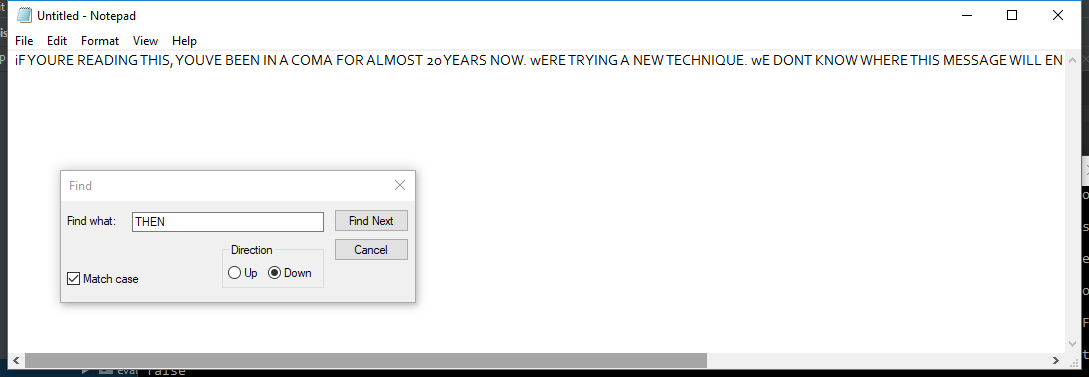 Untitled - Notepad
File Edit Format View Help
iF YOURE READING THIS, YOUVE BEEN IN A COMA FOR ALMOST 20 YEARS NOW. wERE TRYING A NEW TECHNIQUE. wE DONT KNOW WHERE THIS MESSAGE WILL EN
Find
Find what: THEN Find Next
Direction Cancel
Up Down
Match case
false